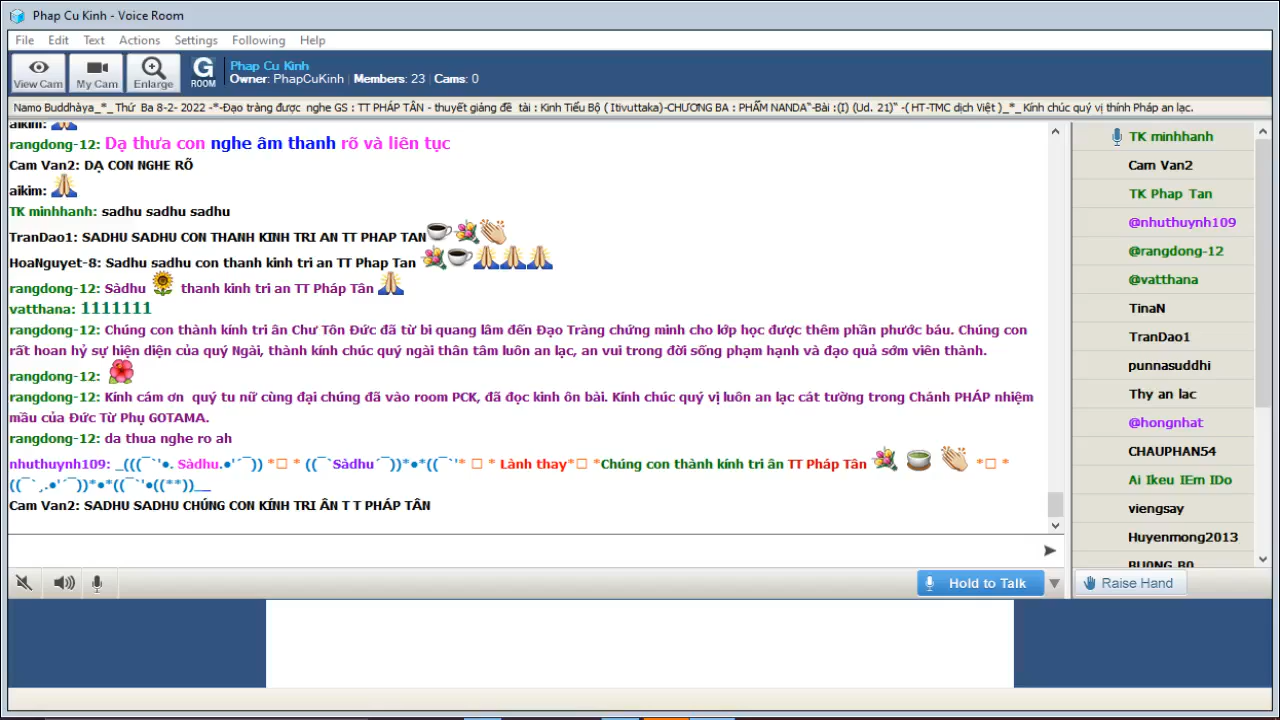 Phap Cu Kinh - Voice Room
File Edit Text Actions Settings Following Help
View Cam My Cam Enlarge G ROOM
Phap Cu Kinh
Owner: PhapCuKinh | Members: 23 | Cams: 0
Namo Buddhàya_*_Thứ Ba 8-2- 2022 -*-Đạo tràng được nghe GS : TT PHÁP TÂN - thuyết giảng đề tài : Kinh Tiểu Bộ ( Itivuttaka)-CHƯƠNG BA : PHẨM NANDA"-Bài :(I) (Ud. 21)" -( HT-TMC dịch Việt )_*_ Kính chúc quý vị thính Pháp an lạc.
aikim:
rangdong-12: Dạ thưa con nghe âm thanh rõ và liên tục
Cam Van2: DẠ CON NGHE RÕ
aikim:
TK minhhanh: sadhu sadhu sadhu
TranDao1: SADHU SADHU CON THANH KINH TRI AN TT PHAP TAN
HoaNguyet-8: Sadhu sadhu con thanh kinh tri an TT Phap Tan
rangdong-12: Sàdhu thanh kinh tri an TT Pháp Tân
vatthana: 1111111
rangdong-12: Chúng con thành kính tri ân Chư Tôn Đức đã từ bi quang lâm đến Đạo Tràng chứng minh cho lớp học được thêm phần phước báu. Chúng con
rất hoan hỷ sự hiện diện của quý Ngài, thành kính chúc quý ngài thân tâm luôn an lạc, an vui trong đời sống phạm hạnh và đạo quả sớm viên thành.
rangdong-12:
rangdong-12: Kính cám ơn quý tu nữ cùng đại chúng đã vào room PCK, đã đọc kinh ôn bài. Kính chúc quý vị luôn an lạc cát tường trong Chánh PHÁP nhiệm
mầu của Đức Từ Phụ GOTAMA.
rangdong-12: da thua nghe ro ah
nhuthuynh109: _(((¯`'●. Sàdhu.●'´¯)) *□ * ((¯`Sàdhu´¯))*●*((¯`'* □ * Lành thay*□ *Chúng con thành kính tri ân TT Pháp Tân *□ *
((¯`¸.●'´¯))*●*((¯`'●((**))___
Cam Van2: SADHU SADHU CHÚNG CON KÍNH TRI ÂN T T PHÁP TÂN
TK minhhanh
Cam Van2
TK Phap Tan
@nhuthuynh109
@rangdong-12
@vatthana
TinaN
TranDao1
punnasuddhi
Thy an lac
@hongnhat
CHAUPHAN54
Ai Ikeu IEm IDo
viengsay
Huyenmong2013
BU0NG B0
Hold to Talk
Raise Hand